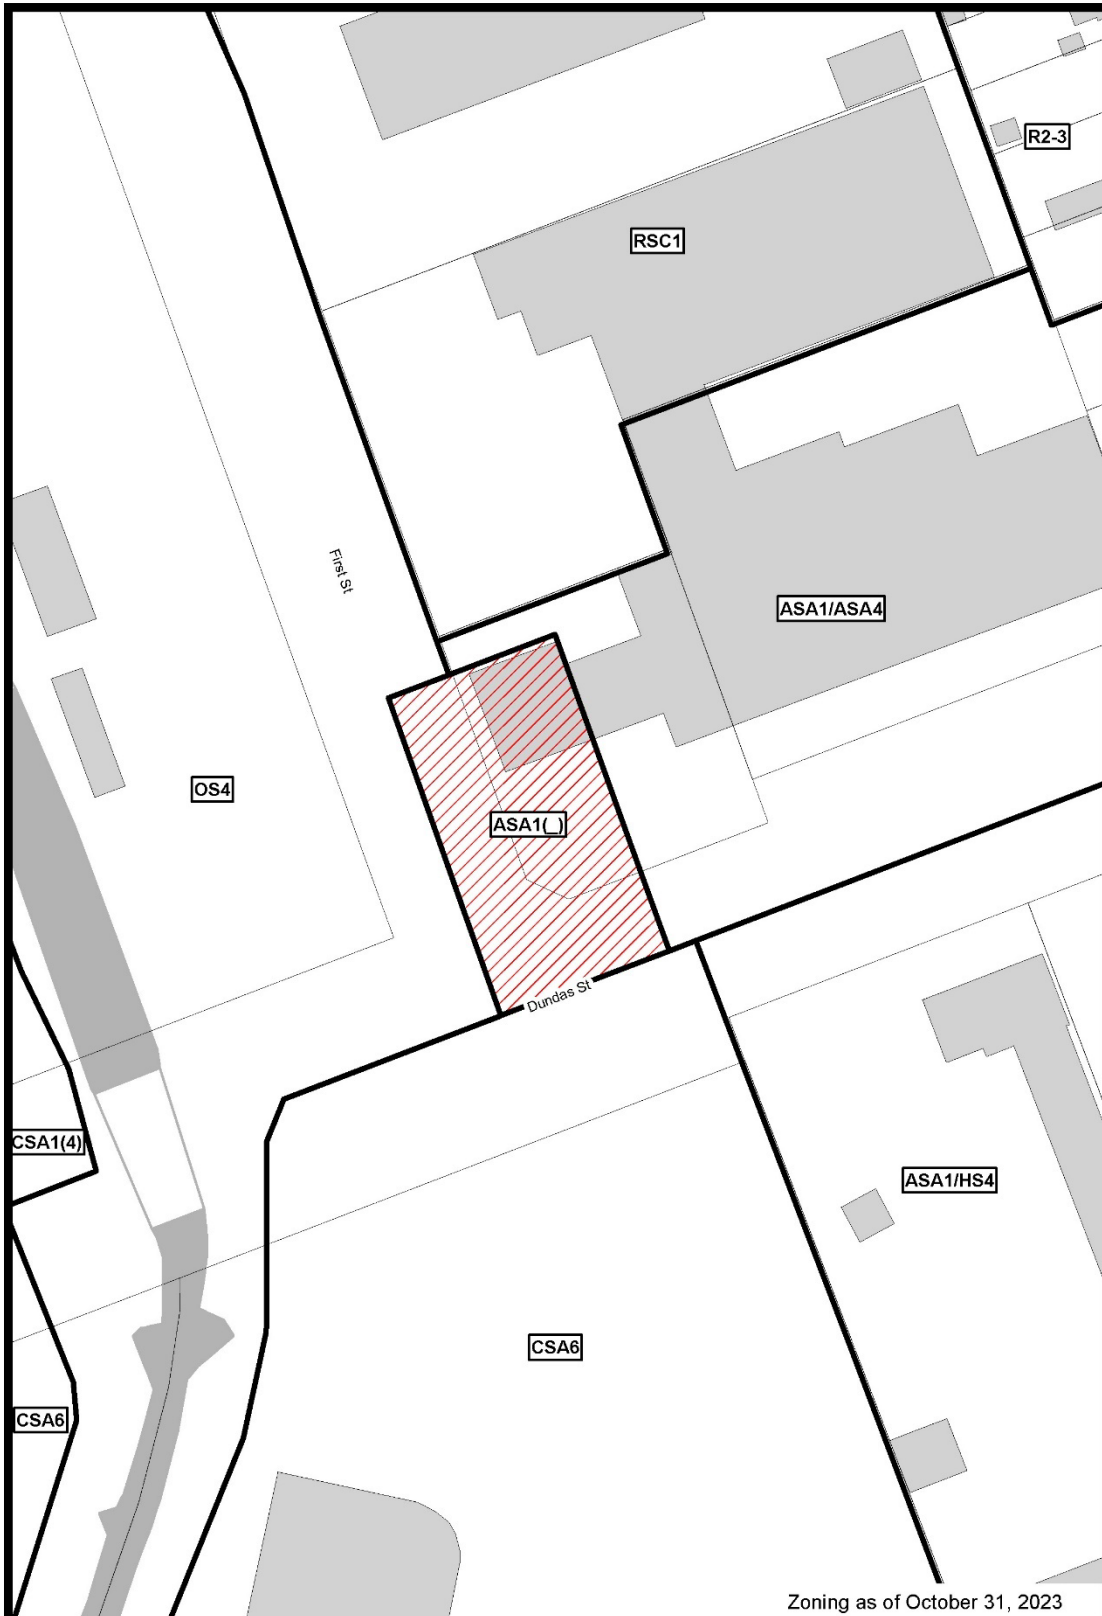 R2-3
RSC1
First St
ASA1/ASA4
OS4
ASA1(_)
Dundas St
CSA1(4)
ASA1/HS4
CSA6
CSA6
Zoning as of October 31, 2023